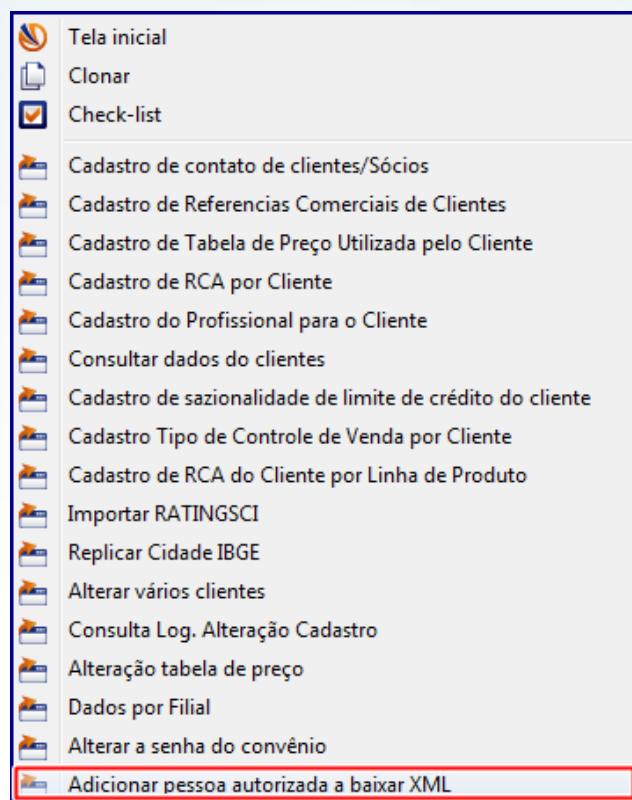 Tela inicial
Clonar
Check-list
Cadastro de contato de clientes/Sócios
Cadastro de Referencias Comerciais de Clientes
Cadastro de Tabela de Preço Utilizada pelo Cliente
Cadastro de RCA por Cliente
Cadastro do Profissional para o Cliente
Consultar dados do clientes
Cadastro de sazionalidade de limite de crédito do cliente
Cadastro Tipo de Controle de Venda por Cliente
Cadastro de RCA do Cliente por Linha de Produto
Importar RATINGSCI
Replicar Cidade IBGE
Alterar vários clientes
Consulta Log. Alteração Cadastro
Alteração tabela de preço
Dados por Filial
Alterar a senha do convênio
Adicionar pessoa autorizada a baixar XML